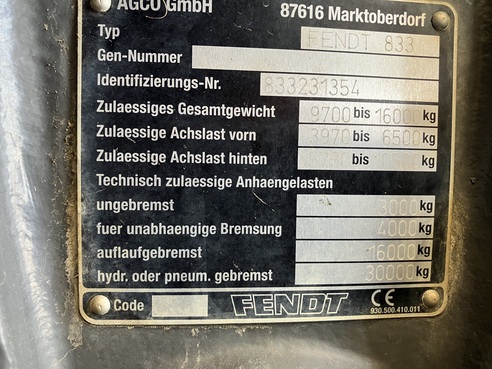 AGCO GmbH 87616 Marktoberdorf
Typ FENDT 833
Gen-Nummer
Identifizierungs-Nr. 833231354
Zulaessiges Gesamtgewicht 9700 bis 16000 kg
Zulaessige Achslast vorn 3970 bis 6500 kg
Zulaessige Achslast hinten bis kg
Technisch zulaessige Anhaengelasten
ungebremst 3000 kg
fuer unabhaengige Bremsung 4000 kg
auflaufgebremst 16000 kg
hydr. oder pneum. gebremst 30000 kg
Code FENDT CE
930.500.410.011